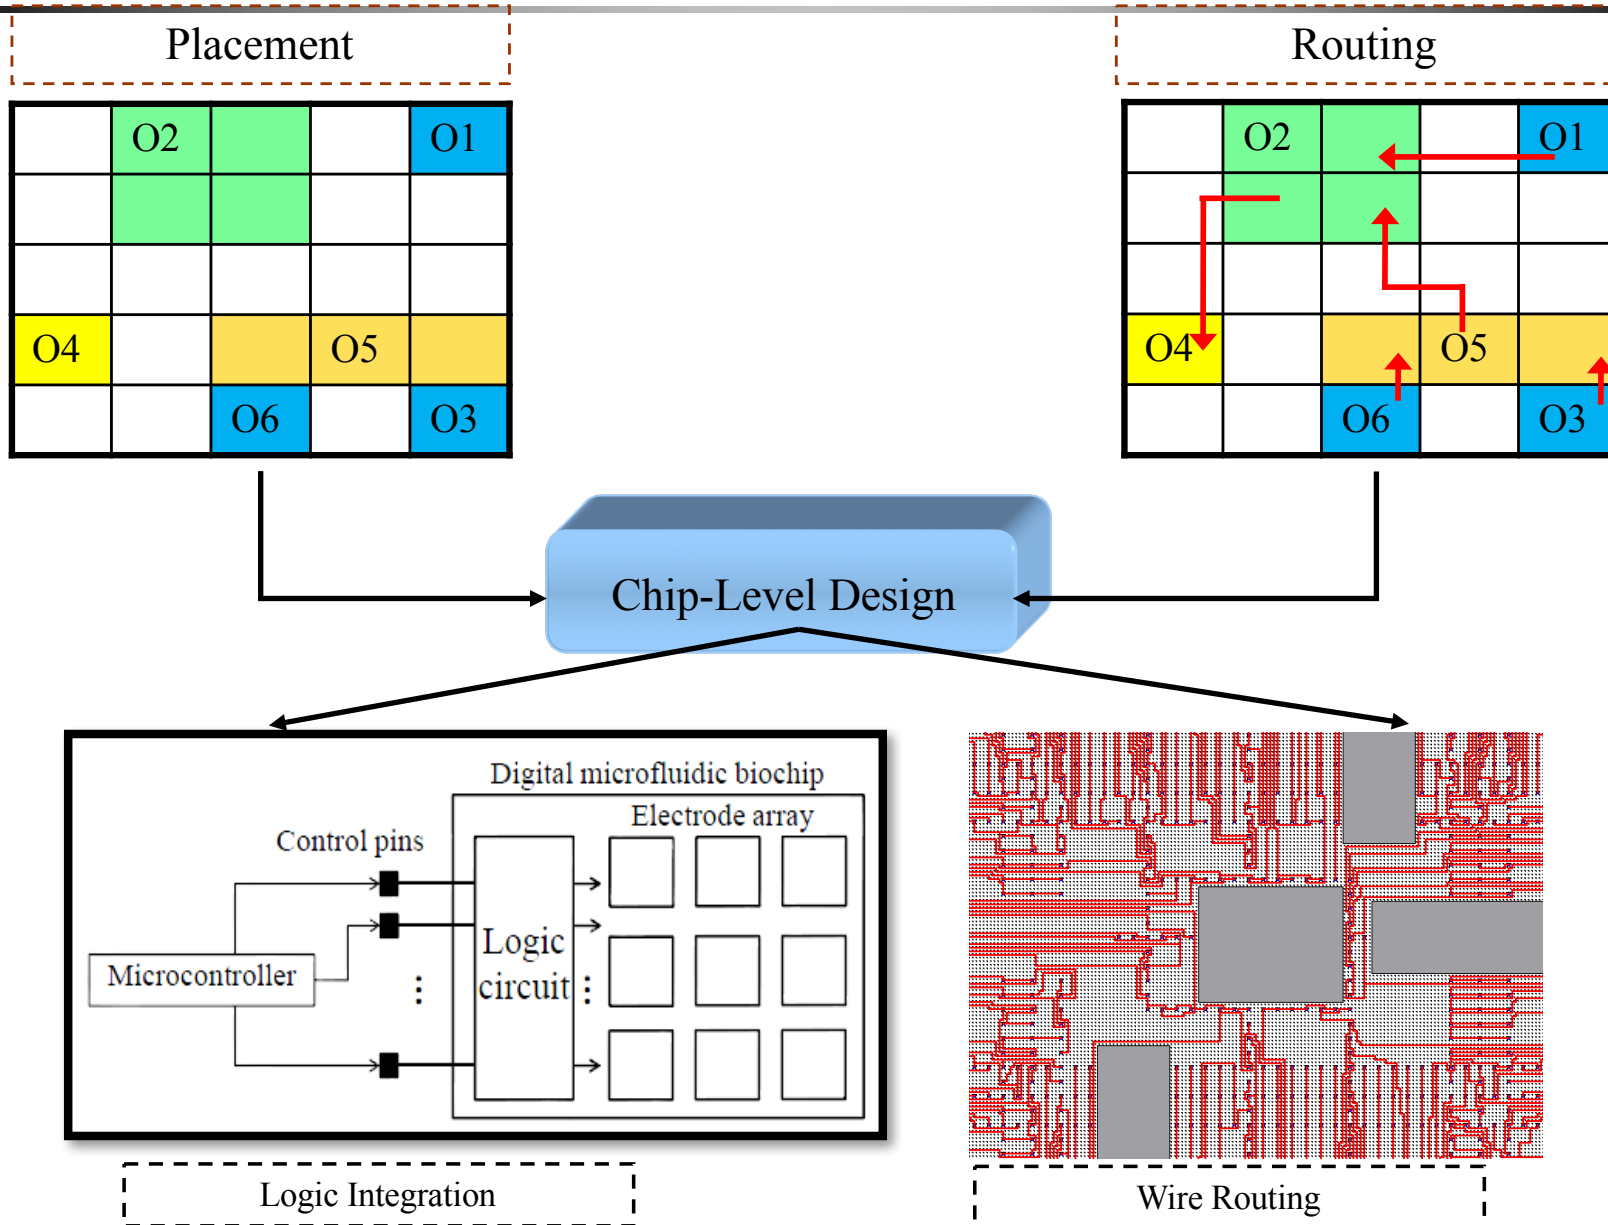 Placement
Routing
O2
O1
O4
O5
O6
O3
O2
O1
O4
O5
O6
O3
Chip-Level Design
Digital microfluidic biochip
Electrode array
Control pins
Logic
circuit
Microcontroller
Logic Integration
Wire Routing